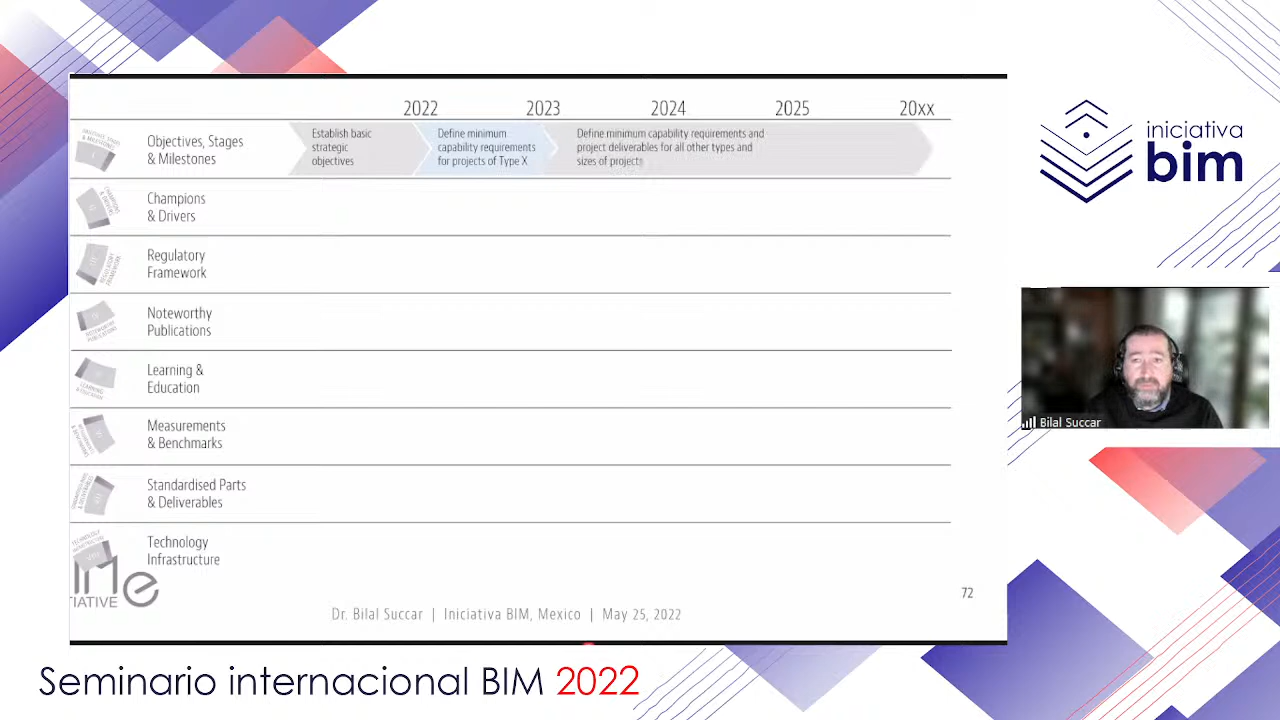 2022 2023 2024 2025 20xx
Objectives, Stages
& Milestones
Establish basic
strategic
objectives
Define minimum
capability requirements
for projects of Type X
Define minimum capability requirements and
project deliverables for all other types and
sizes of projects
Champions
& Drivers
Regulatory
Framework
Noteworthy
Publications
Learning &
Education
Measurements
& Benchmarks
Standardised Parts
& Deliverables
Technology
Infrastructure
72
Dr. Bilal Succar | Iniciativa BIM, Mexico | May 25, 2022
iniciativa
bim
Bilal Succar
Seminario internacional BIM 2022